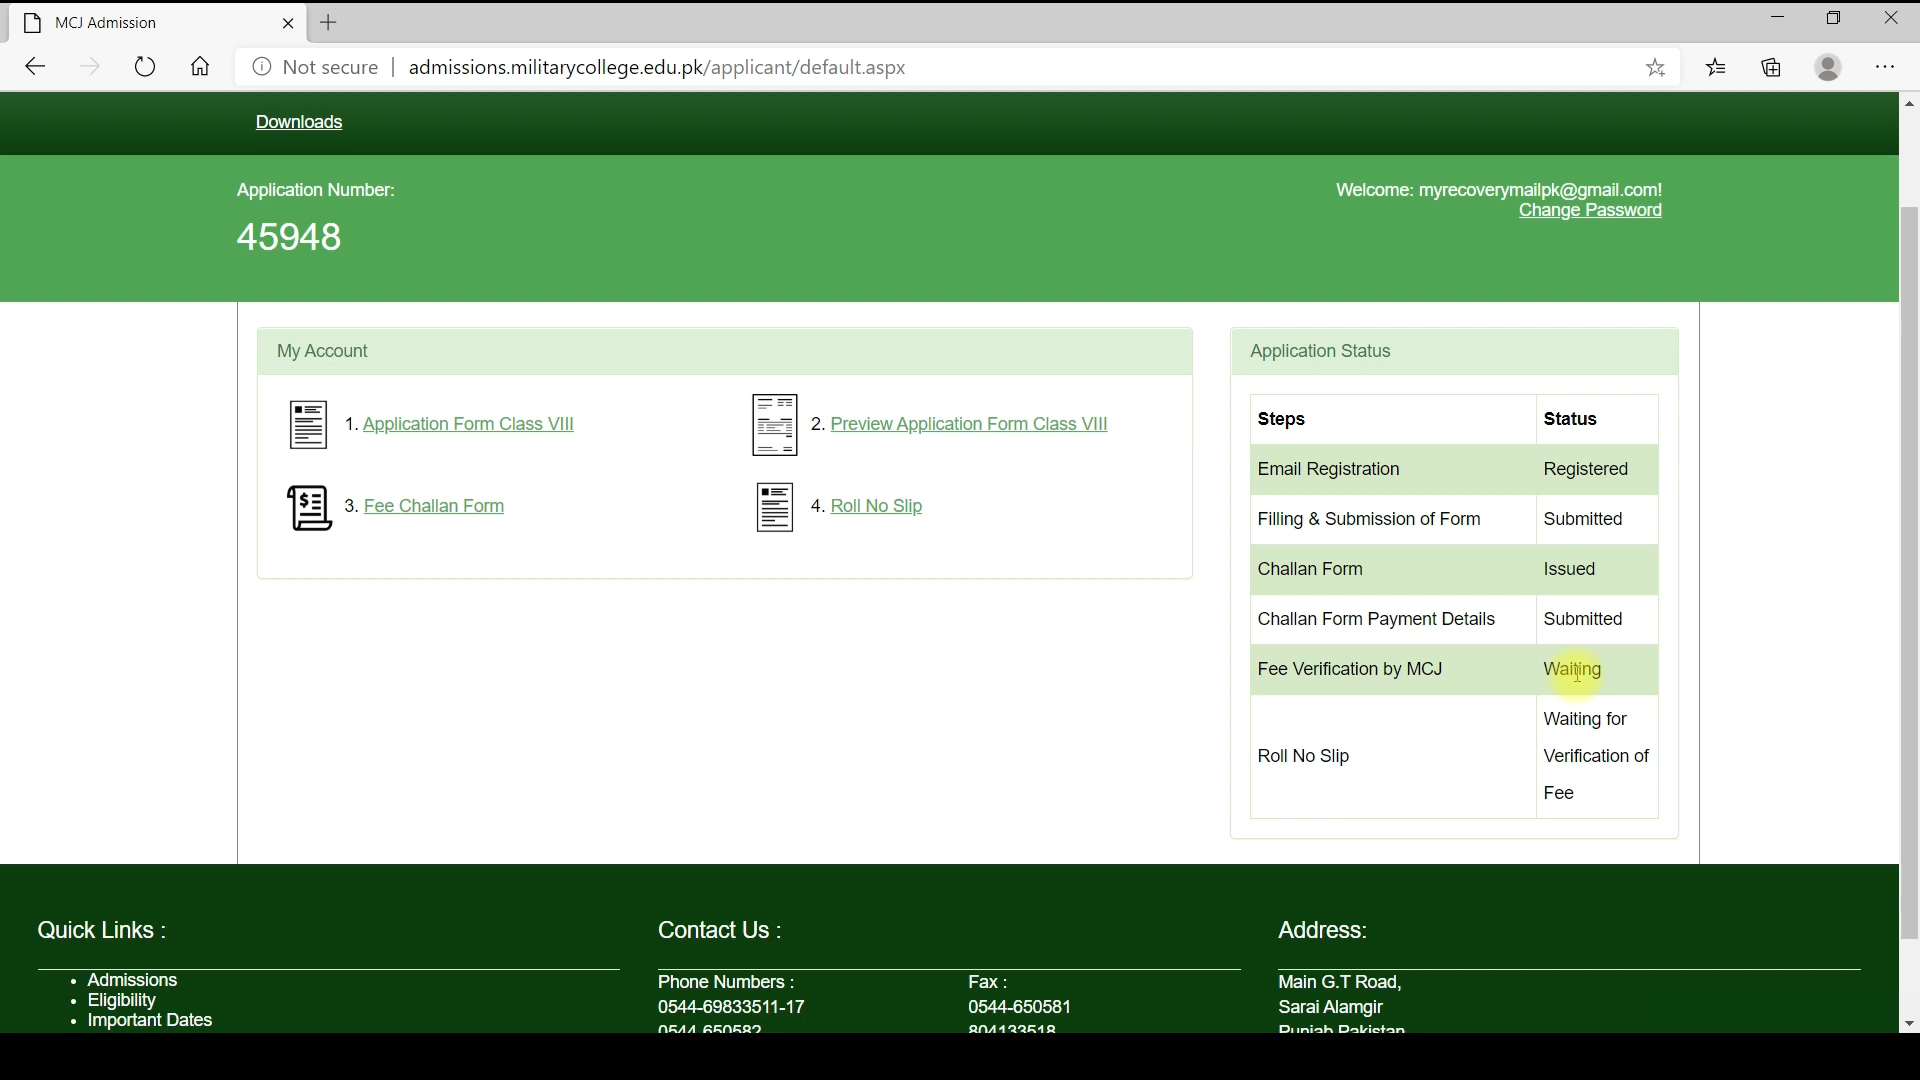 MCJ Admission
Not secure | admissions.militarycollege.edu.pk/applicant/default.aspx
Downloads
Application Number:
45948
Welcome: myrecoverymailpk@gmail.com!
Change Password
My Account
1. Application Form Class VIII
2. Preview Application Form Class VIII
3. Fee Challan Form
4. Roll No Slip
Application Status
Steps Status
Email Registration Registered
Filling & Submission of Form Submitted
Challan Form Issued
Challan Form Payment Details Submitted
Fee Verification by MCJ Waiting
Roll No Slip
Waiting for
Verification of
Fee
Quick Links :
• Admissions
• Eligibility
• Important Dates
Contact Us :
Phone Numbers :
0544-69833511-17
0544-650582
Fax :
0544-650581
804133518
Address:
Main G.T Road,
Sarai Alamgir
Punjab Pakistan